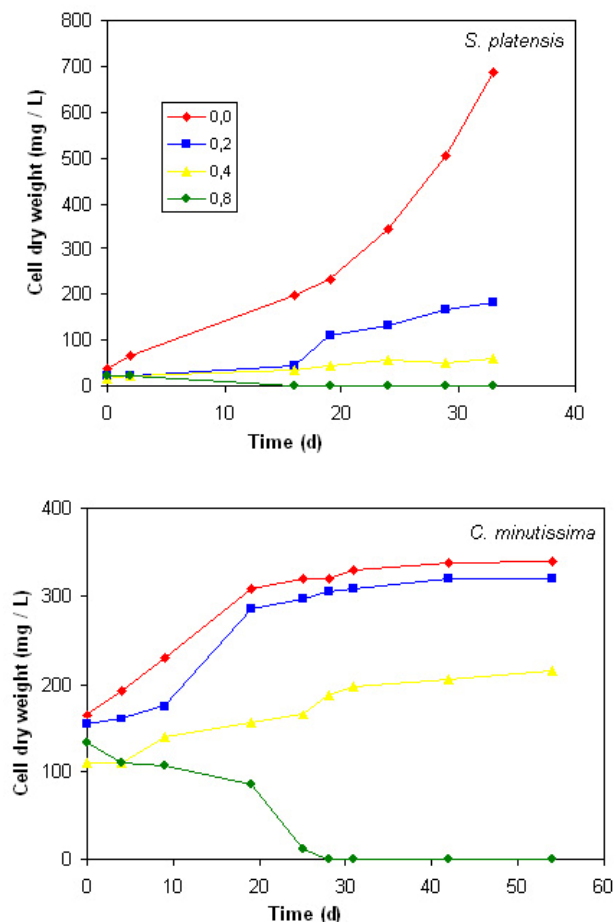 800
S. platensis
700
600
500
400
300
200
100
0
0,0
0,2
0,4
0,8
Cell dry weight (mg / L)
0 10 20 30 40
Time (d)
400
C. minutissima
300
200
100
0
Cell dry weight (mg / L)
0 10 20 30 40 50 60
Time (d)